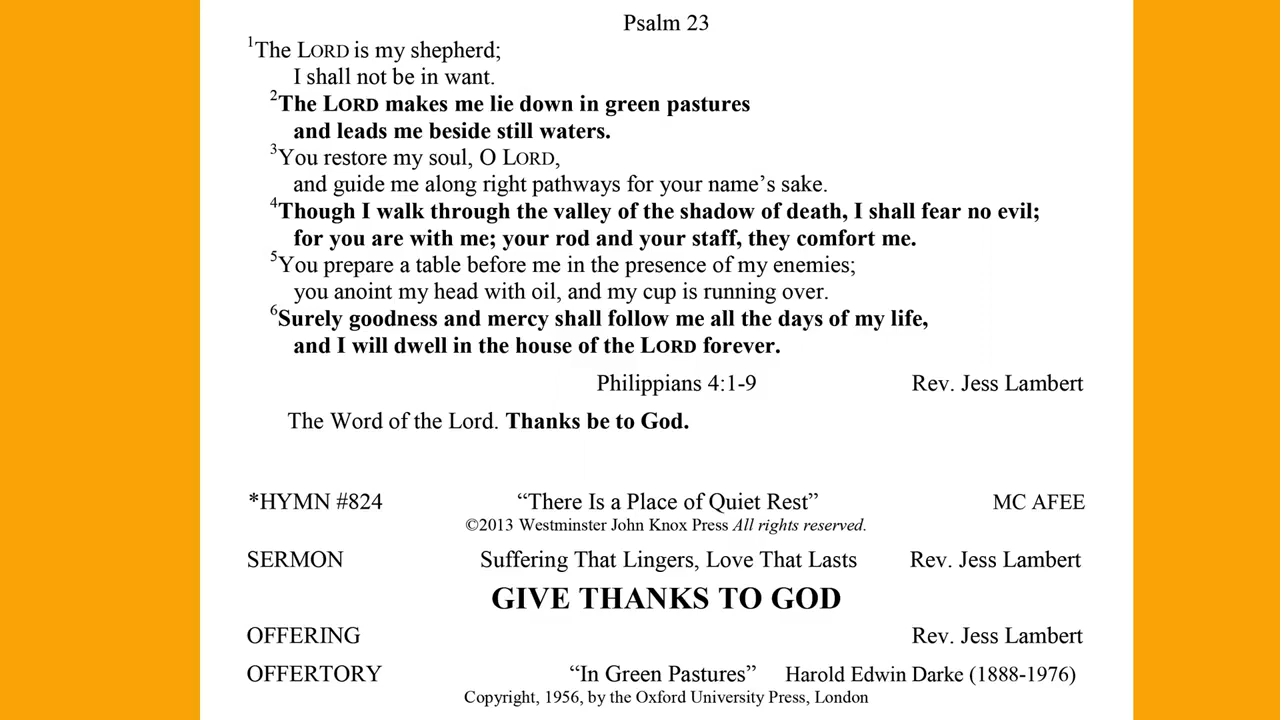 Psalm 23
1The LORD is my shepherd;
I shall not be in want.
2The LORD makes me lie down in green pastures
and leads me beside still waters.
3You restore my soul, O LORD,
and guide me along right pathways for your name’s sake.
4Though I walk through the valley of the shadow of death, I shall fear no evil;
for you are with me; your rod and your staff, they comfort me.
5You prepare a table before me in the presence of my enemies;
you anoint my head with oil, and my cup is running over.
6Surely goodness and mercy shall follow me all the days of my life,
and I will dwell in the house of the LORD forever.
Philippians 4:1-9 Rev. Jess Lambert
The Word of the Lord. Thanks be to God.
*HYMN #824 “There Is a Place of Quiet Rest” MC AFEE
©2013 Westminster John Knox Press All rights reserved.
SERMON Suffering That Lingers, Love That Lasts Rev. Jess Lambert
GIVE THANKS TO GOD
OFFERING Rev. Jess Lambert
OFFERTORY “In Green Pastures” Harold Edwin Darke (1888-1976)
Copyright, 1956, by the Oxford University Press, London